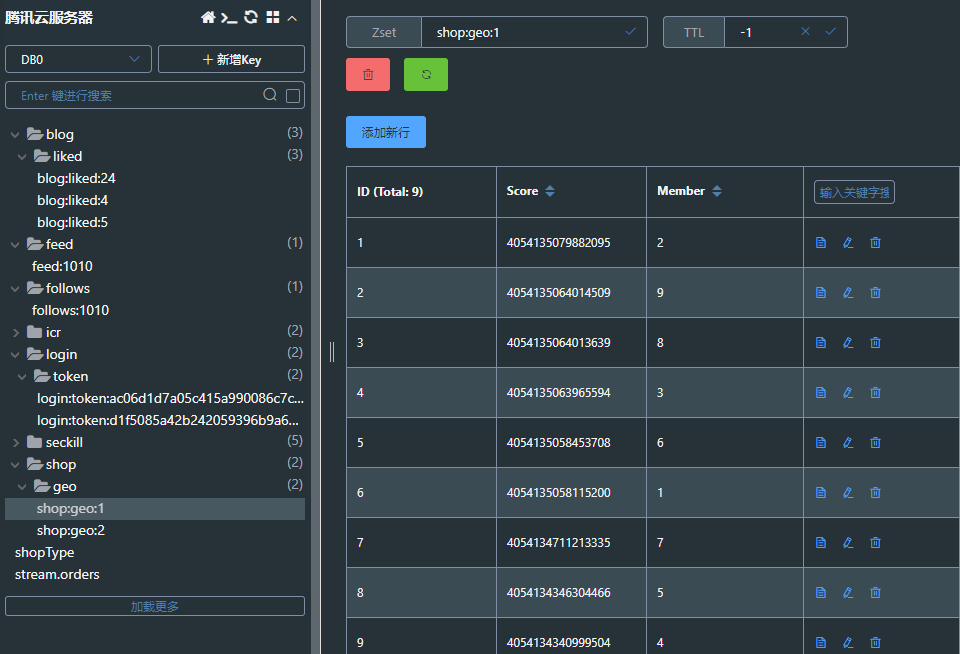 腾讯云服务器
DB0
新增Key
Enter 键进行搜索
blog (3)
liked (3)
blog:liked:24
blog:liked:4
blog:liked:5
feed (1)
feed:1010
follows (1)
follows:1010
icr (2)
login (2)
token (2)
login:token:ac06d1d7a05c415a990086c7c...
login:token:d1f5085a42b242059396b9a6...
seckill (5)
shop (2)
geo (2)
shop:geo:1
shop:geo:2
shopType
stream.orders
加载更多
Zset shop:geo:1 TTL -1
添加新行
ID (Total: 9) Score Member 输入关键字搜
1 4054135079882095 2
2 4054135064014509 9
3 4054135064013639 8
4 4054135063965594 3
5 4054135058453708 6
6 4054135058115200 1
7 4054134711213335 7
8 4054134346304466 5
9 4054134340999504 4